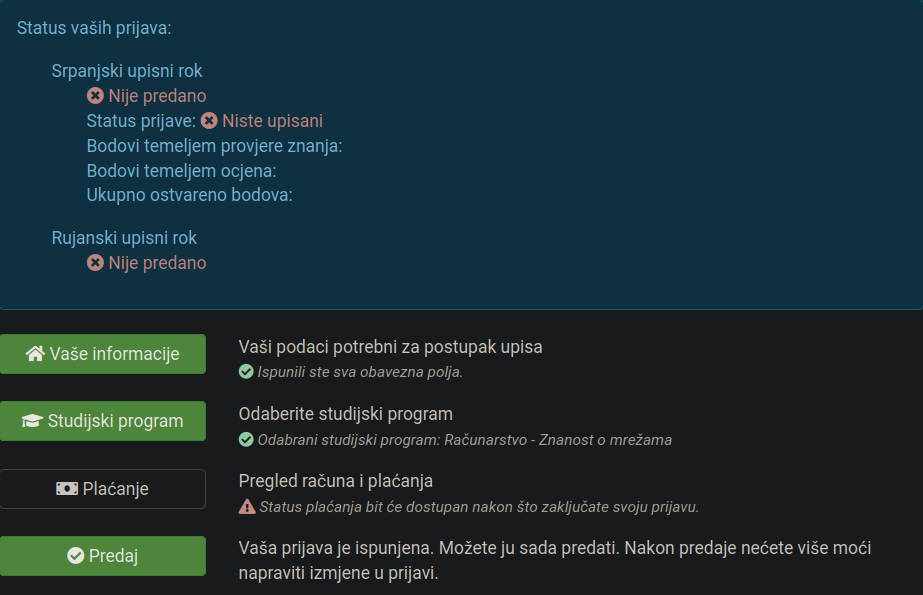 Status vaših prijava:
Srpanjski upisni rok
Nije predano
Status prijave: Niste upisani
Bodovi temeljem provjere znanja:
Bodovi temeljem ocjena:
Ukupno ostvareno bodova:
Rujanski upisni rok
Nije predano
Vaše informacije
Vaši podaci potrebni za postupak upisa
Ispunili ste sva obavezna polja.
Studijski program
Odaberite studijski program
Odabrani studijski program: Računarstvo - Znanost o mrežama
Plaćanje
Pregled računa i plaćanja
Status plaćanja bit će dostupan nakon što zaključate svoju prijavu.
Predaj
Vaša prijava je ispunjena. Možete ju sada predati. Nakon predaje nećete više moći
napraviti izmjene u prijavi.